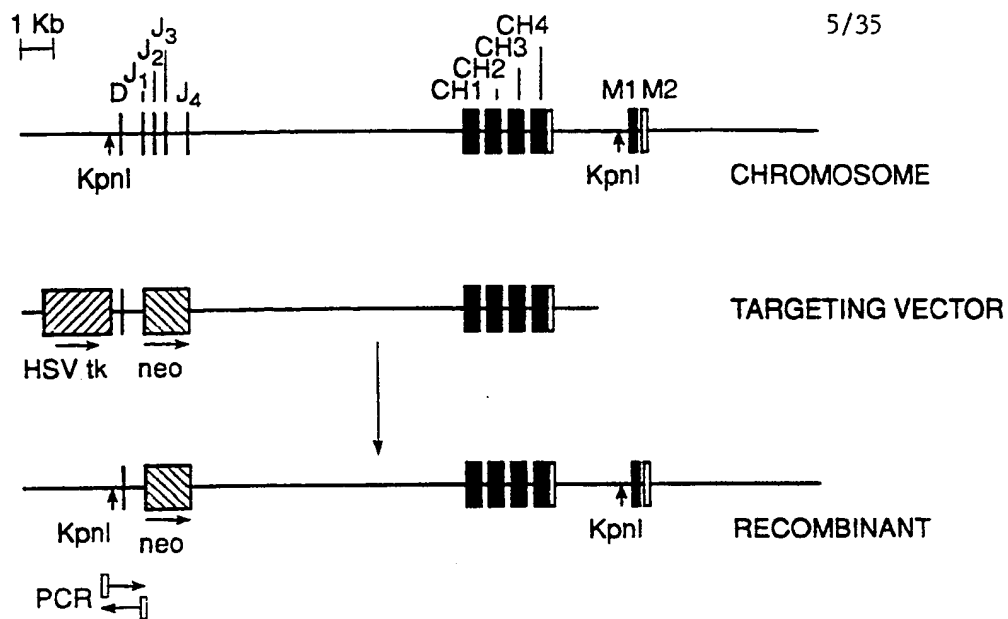 1 Kb
5/35
D J1 J2 J3 J4
CH1 CH2 CH3 CH4
M1 M2
KpnI
KpnI
CHROMOSOME
TARGETING VECTOR
HSV tk
neo
KpnI
neo
KpnI
RECOMBINANT
PCR